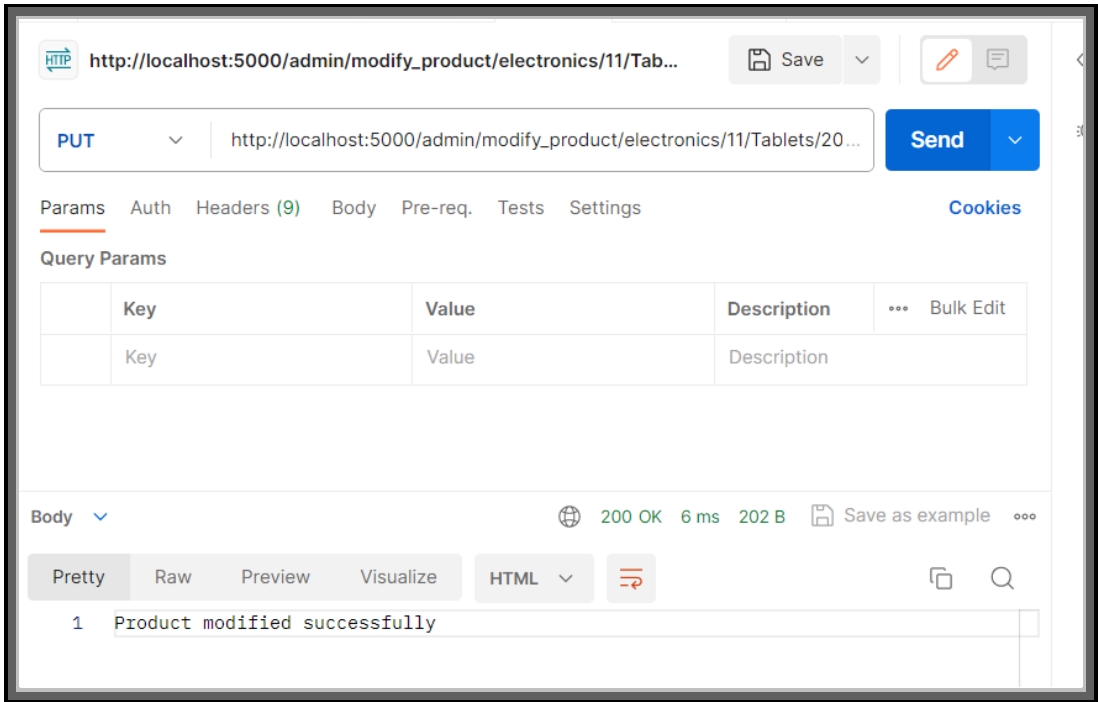 HTTP http://localhost:5000/admin/modify_product/electronics/11/Tab... Save
PUT http://localhost:5000/admin/modify_product/electronics/11/Tablets/20... Send
Params Auth Headers (9) Body Pre-req. Tests Settings Cookies
Query Params
Key Value Description Bulk Edit
Key Value Description
Body 200 OK 6 ms 202 B Save as example
Pretty Raw Preview Visualize HTML
1 Product modified successfully